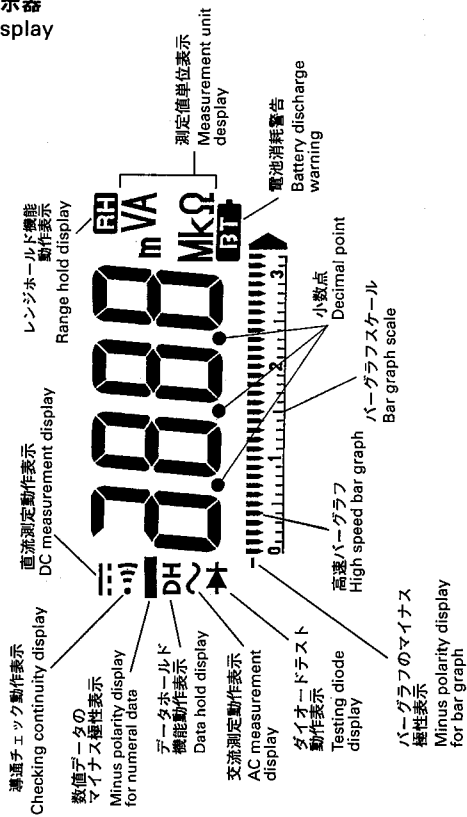 示器
splay
導通チェック動作表示
Checking continuity display
直流測定動作表示
DC measurement display
レンジホールド機能
動作表示
Range hold display
測定値単位表示
Measurement unit
desplay
数値データの
マイナス極性表示
Minus polarity display
for numeral data
データホールド
機能動作表示
Data hold display
交流測定動作表示
AC measurement
display
ダイオードテスト
動作表示
Testing diode
display
バーグラフのマイナス
極性表示
Minus polarity display
for bar graph
高速バーグラフ
High speed bar graph
バーグラフスケール
Bar graph scale
小数点
Decimal point
電池消耗警告
Battery discharge
warning
DH
RH
m VA
MkΩ
BT
0 1 2 3